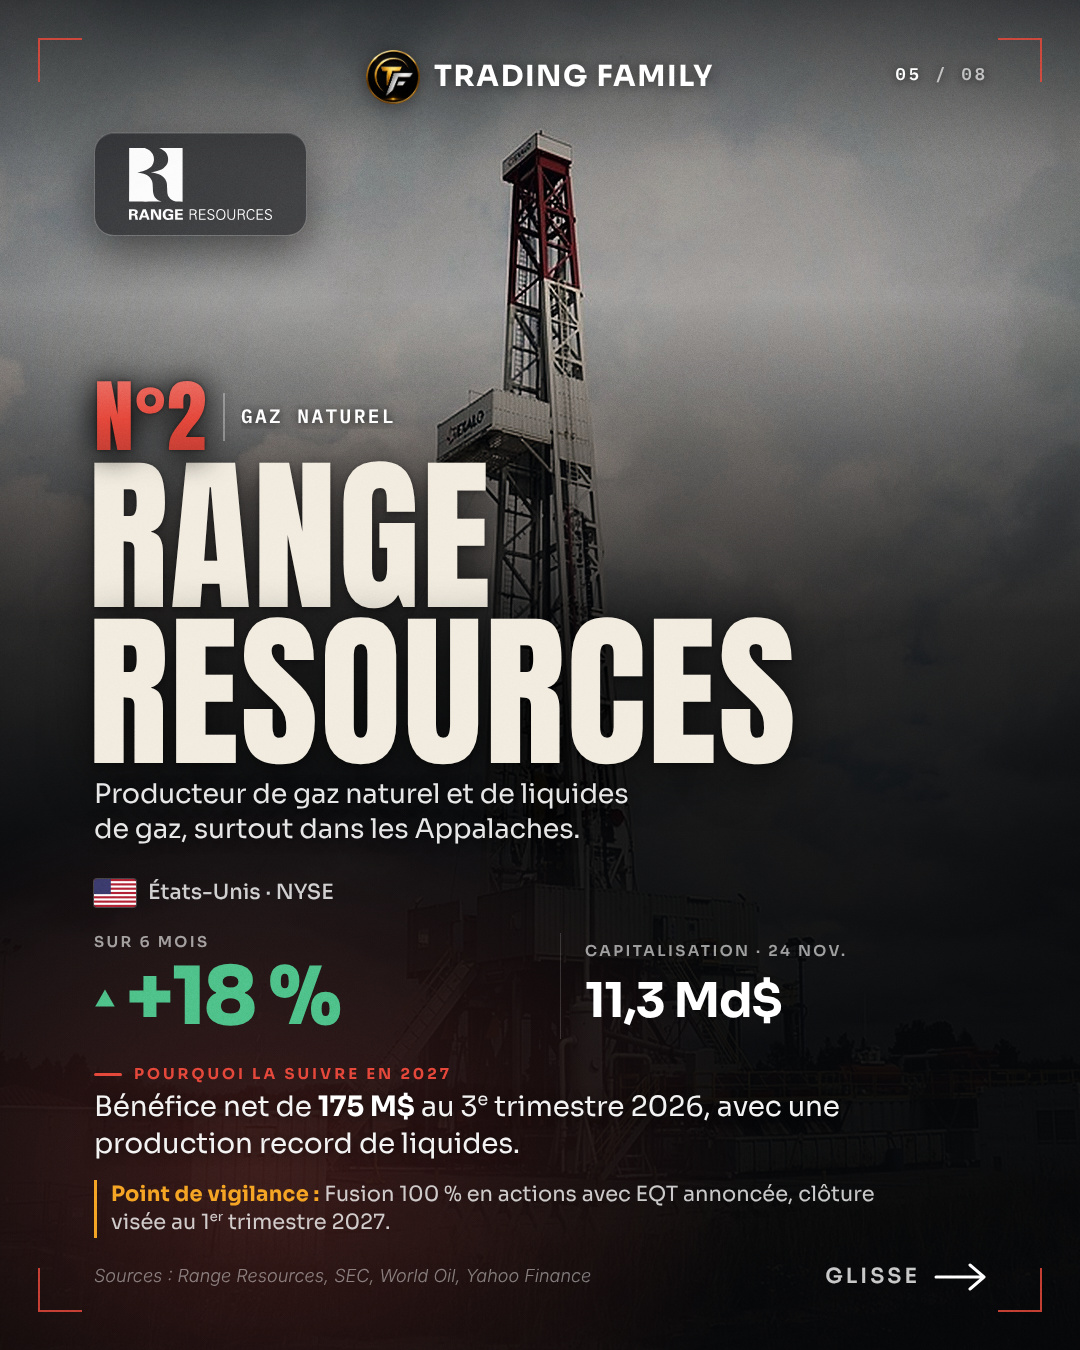 TRADING FAMILY
05 / 08
RANGE RESOURCES
N°2
GAZ NATUREL
RANGE
RESOURCES
Producteur de gaz naturel et de liquides
de gaz, surtout dans les Appalaches.
États-Unis · NYSE
SUR 6 MOIS
▲ +18 %
CAPITALISATION · 24 NOV.
11,3 Md$
POURQUOI LA SUIVRE EN 2027
Bénéfice net de 175 M$ au 3e trimestre 2026, avec une
production record de liquides.
Point de vigilance : Fusion 100 % en actions avec EQT annoncée, clôture
visée au 1er trimestre 2027.
Sources : Range Resources, SEC, World Oil, Yahoo Finance
GLISSE